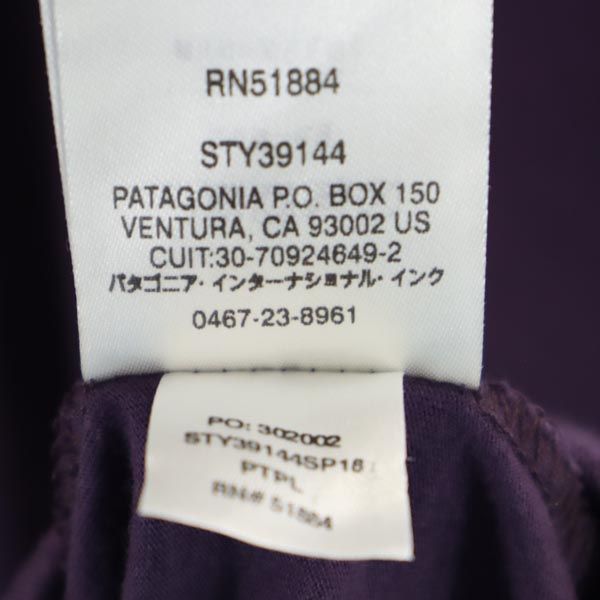 RN51884
STY39144
PATAGONIA P.O. BOX 150
VENTURA, CA 93002 US
CUIT:30-70924649-2
パタゴニア・インターナショナル・インク
0467-23-8961
PO: 302002
STY39144SP16
PTPL
RN# 51884